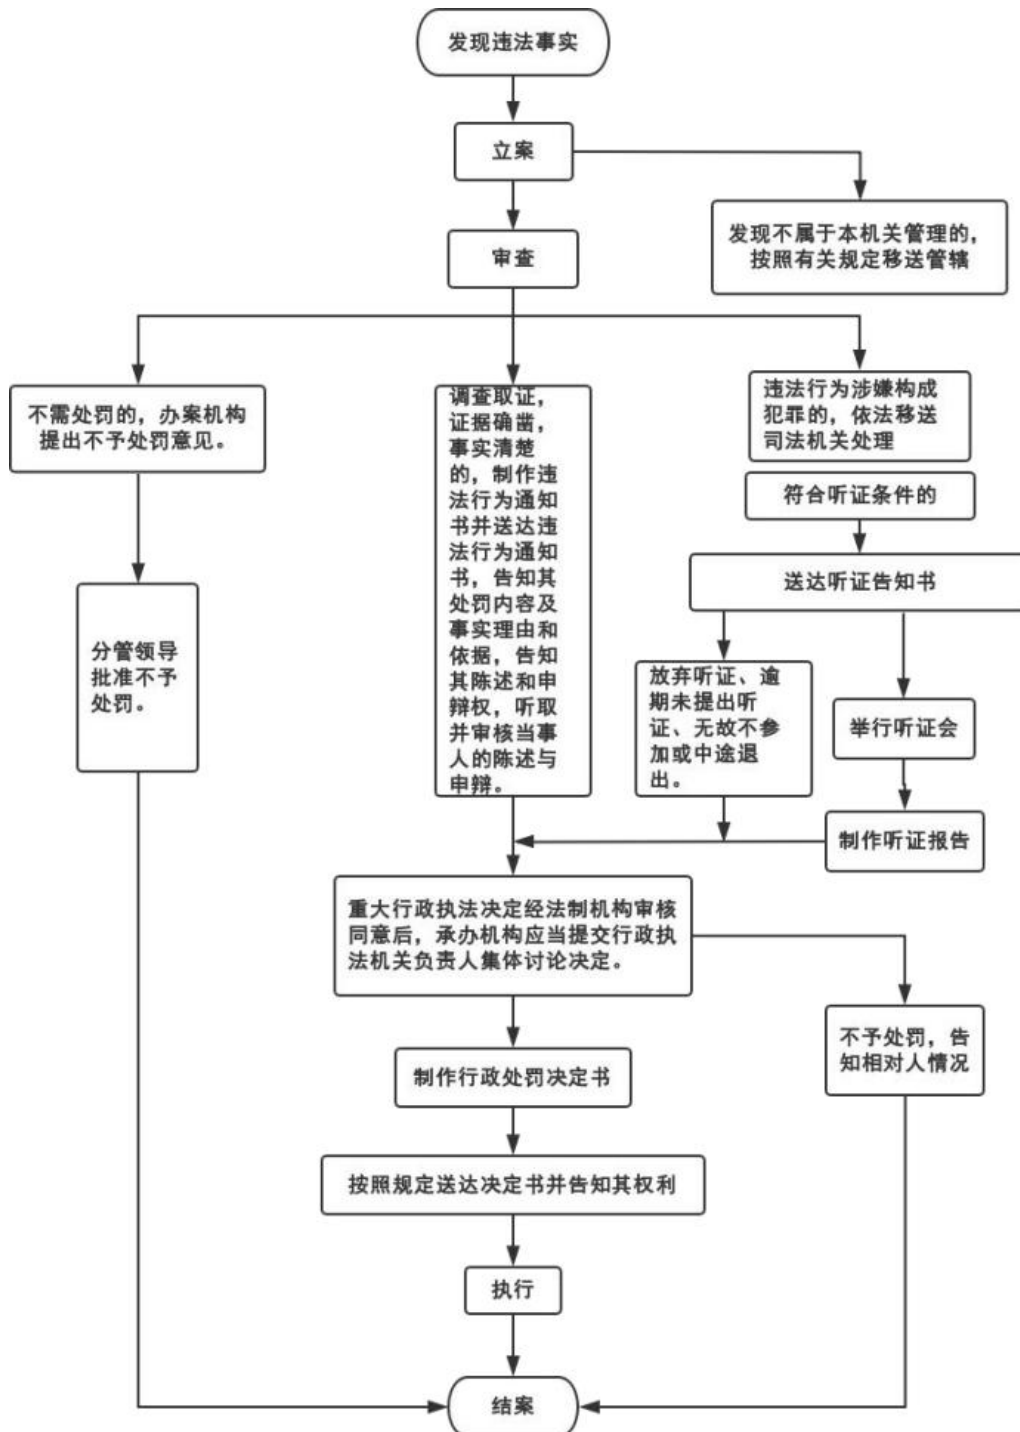 发现违法事实
立案
发现不属于本机关管理的，
按照有关规定移送管辖
审查
不需处罚的，办案机构
提出不予处罚意见。
分管领导
批准不予
处罚。
调查取证，
证据确凿，
事实清楚
的，制作违
法行为通知
书并送达违
法行为通知
书，告知其
处罚内容及
事实理由和
依据，告知
其陈述和申
辩权，听取
并审核当事
人的陈述与
申辩。
违法行为涉嫌构成
犯罪的，依法移送
司法机关处理
符合听证条件的
送达听证告知书
放弃听证、逾
期未提出听
证、无故不参
加或中途退
出。
举行听证会
制作听证报告
重大行政执法决定经法制机构审核
同意后，承办机构应当提交行政执
法机关负责人集体讨论决定。
不予处罚，告
知相对人情况
制作行政处罚决定书
按照规定送达决定书并告知其权利
执行
结案